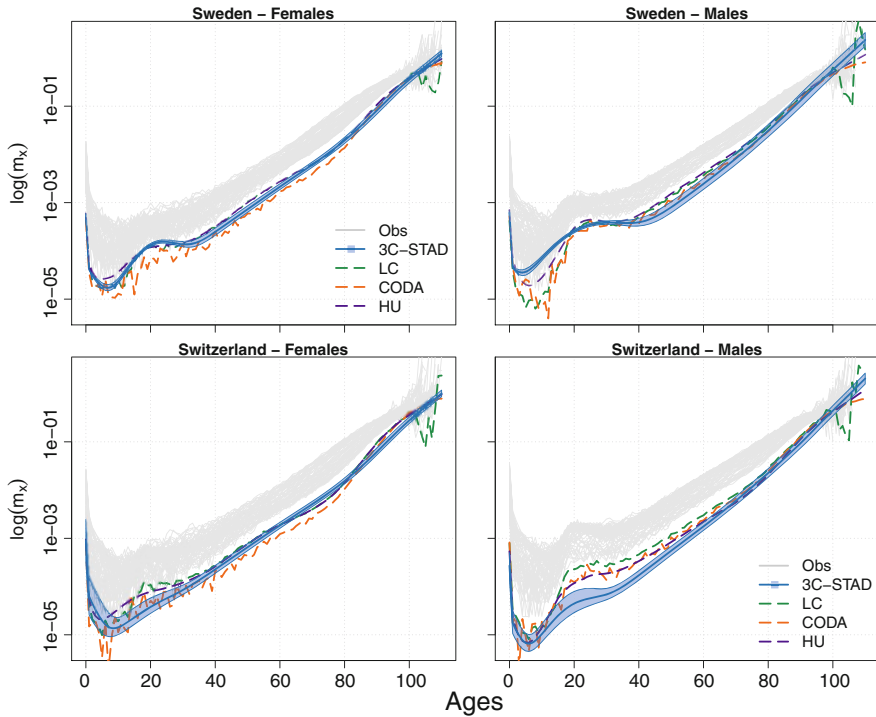 Sweden – Females
Sweden – Males
log(mx)
1e−01
1e−03
1e−05
Obs
3C−STAD
LC
CODA
HU
Switzerland – Females
Switzerland – Males
log(mx)
1e−01
1e−03
1e−05
Obs
3C−STAD
LC
CODA
HU
0 20 40 60 80 100
0 20 40 60 80 100
Ages